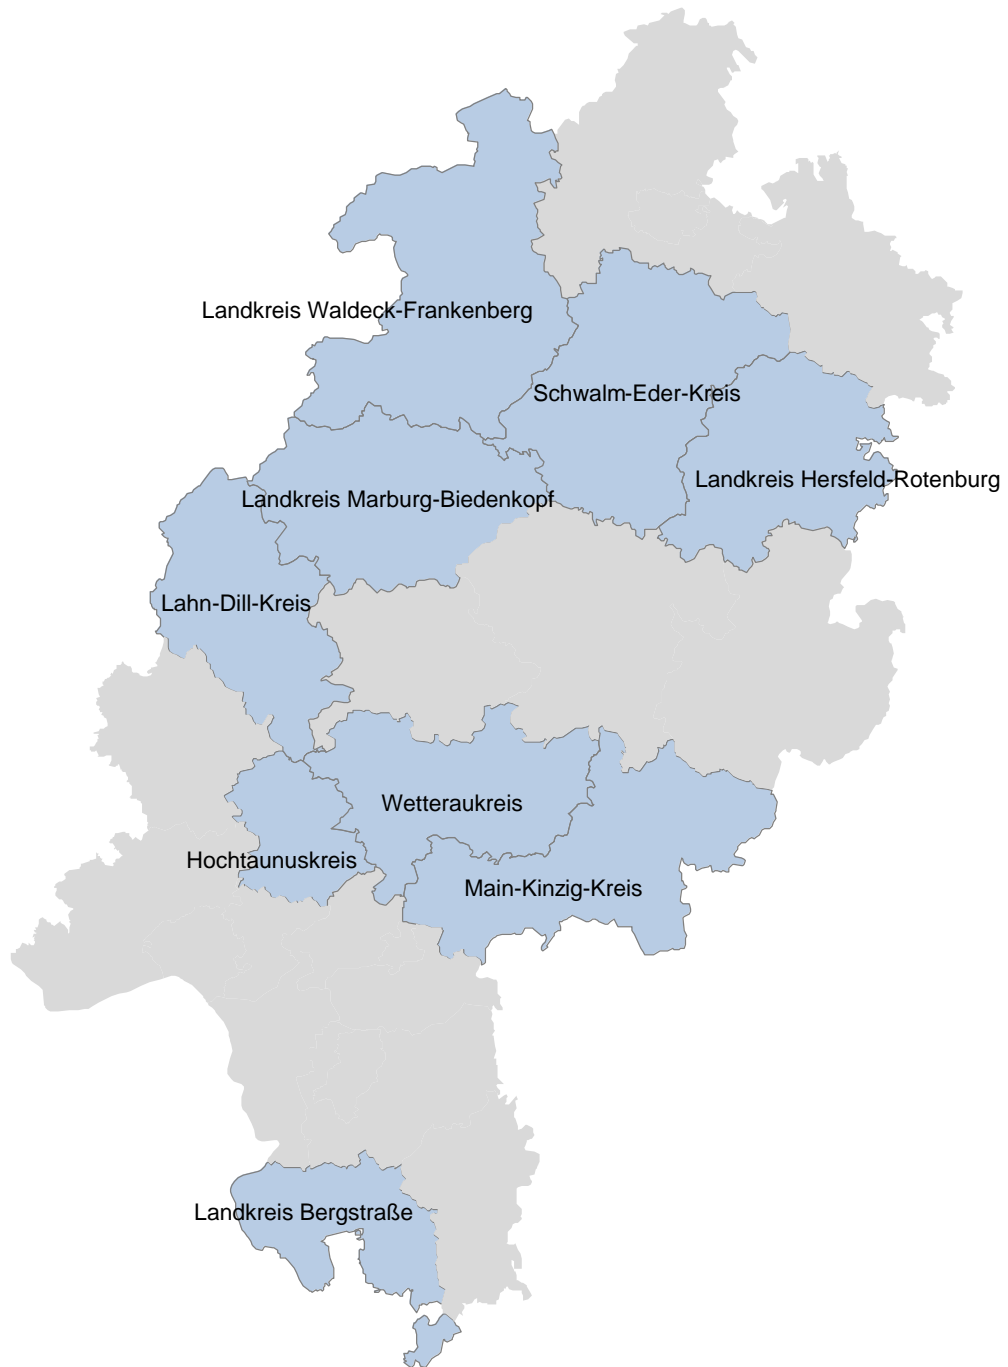 Landkreis Waldeck-Frankenberg
Schwalm-Eder-Kreis
Landkreis Hersfeld-Rotenburg
Landkreis Marburg-Biedenkopf
Lahn-Dill-Kreis
Wetteraukreis
Hochtaunuskreis
Main-Kinzig-Kreis
Landkreis Bergstraße